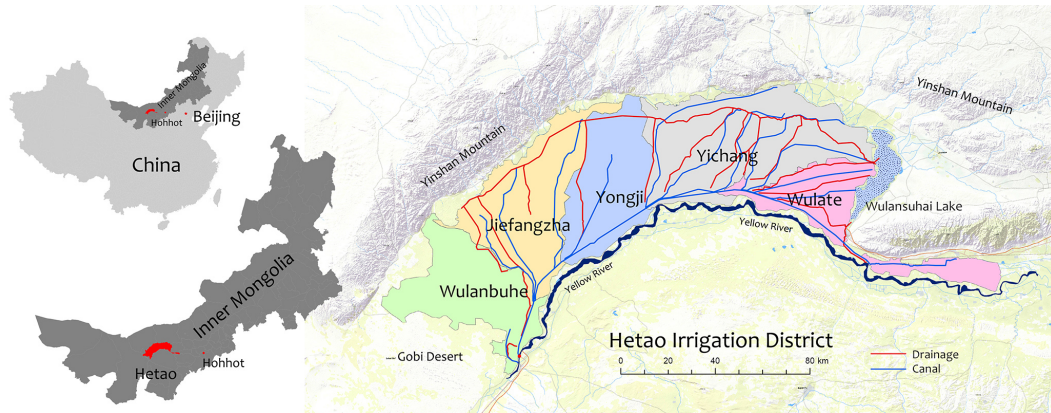 Inner Mongolia
Hohhot
Beijing
China
Inner Mongolia
Hohhot
Hetao
Yinshan Mountain
Yinshan Mountain
Yichang
Yongji
Wulate
Wulansuhai Lake
Jiefangzha
Yellow River
Wulanbuhe
Yellow River
Gobi Desert
Hetao Irrigation District
0 20 40 80 km
Drainage
Canal